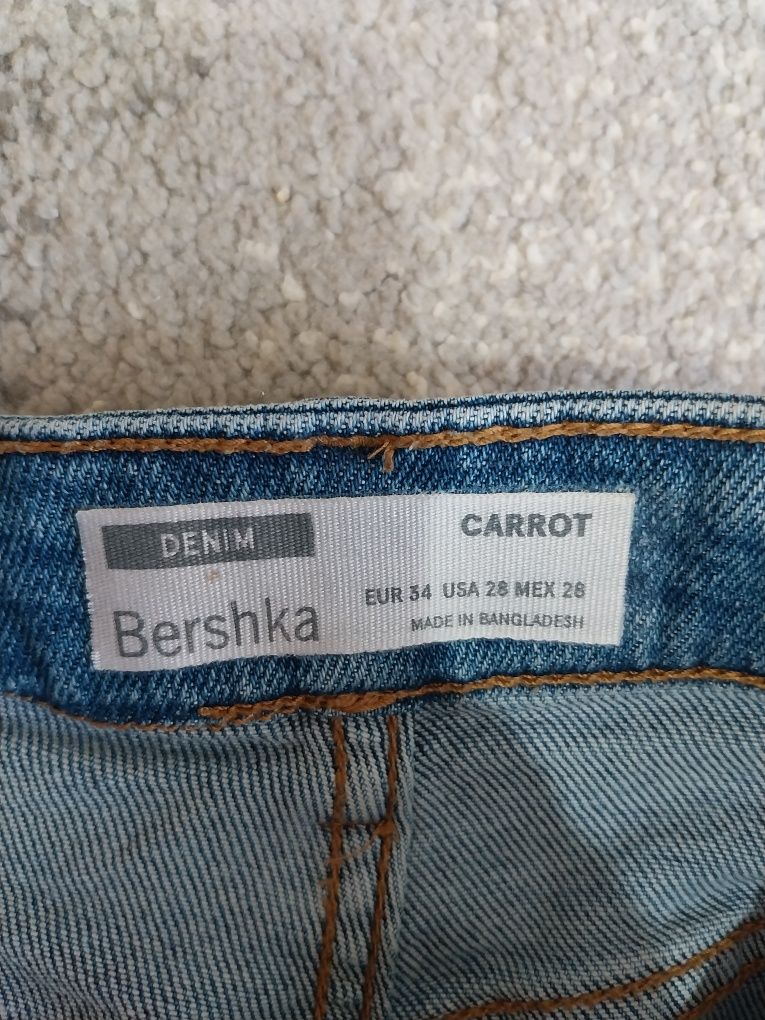 DENIM
CARROT
Bershka
EUR 34 USA 28 MEX 28
MADE IN BANGLADESH